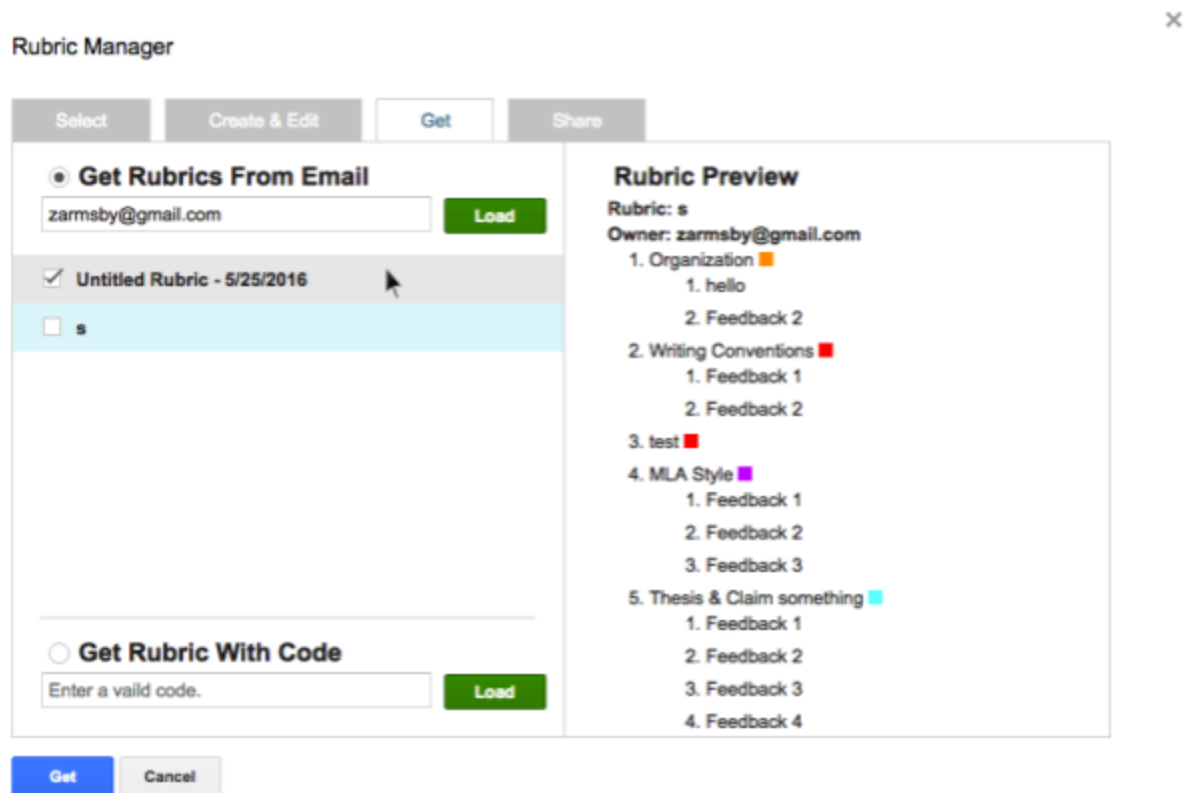 Rubric Manager
Select Create & Edit Get Share
Get Rubrics From Email
zarmsby@gmail.com Load
Untitled Rubric - 5/25/2016
s
Get Rubric With Code
Enter a vaild code. Load
Rubric Preview
Rubric: s
Owner: zarmsby@gmail.com
1. Organization
1. hello
2. Feedback 2
2. Writing Conventions
1. Feedback 1
2. Feedback 2
3. test
4. MLA Style
1. Feedback 1
2. Feedback 2
3. Feedback 3
5. Thesis & Claim something
1. Feedback 1
2. Feedback 2
3. Feedback 3
4. Feedback 4
Get Cancel